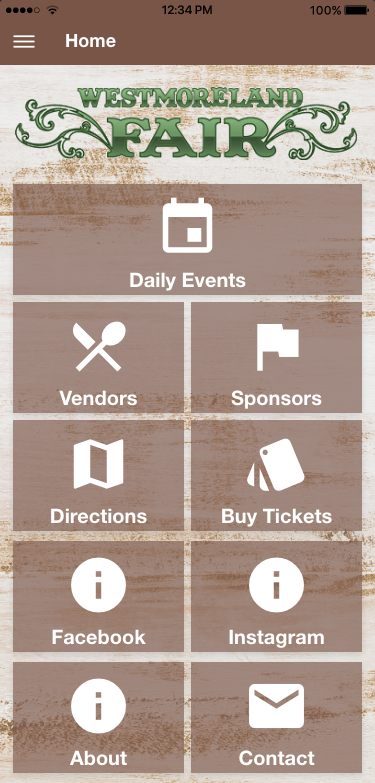 12:34 PM 100%
Home
WESTMORELAND
FAIR
Daily Events
Vendors Sponsors
Directions Buy Tickets
Facebook Instagram
About Contact